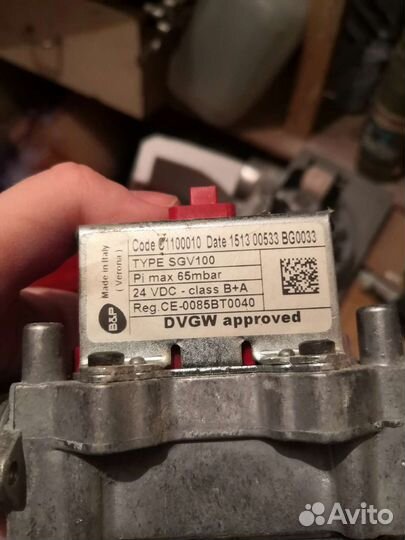 Made in Italy
( Verona )
B&P
Code C1100010 Date 1513 00533 BG0033
TYPE SGV100
Pi max 65mbar
24 VDC - class B+A
Reg.CE-0085BT0040
DVGW approved
Avito